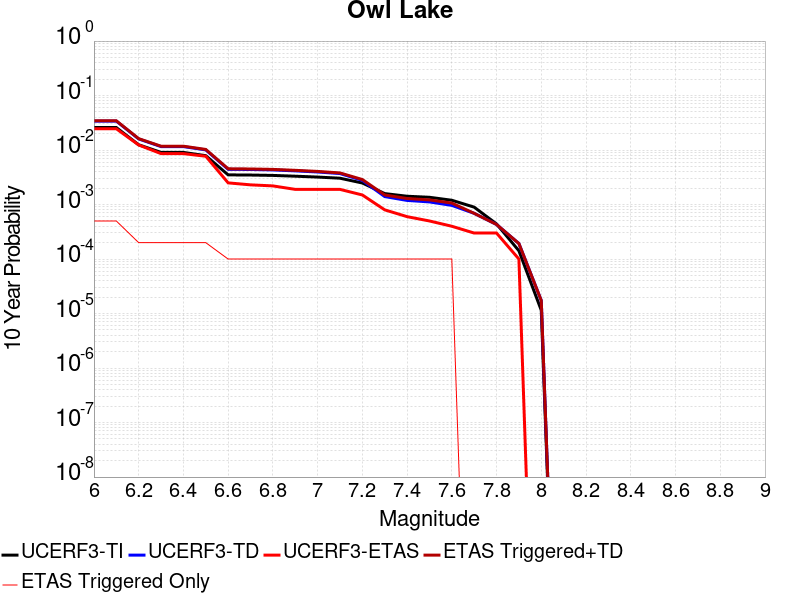 Owl Lake
10 Year Probability
10^0
10^-1
10^-2
10^-3
10^-4
10^-5
10^-6
10^-7
10^-8
6 6.2 6.4 6.6 6.8 7 7.2 7.4 7.6 7.8 8 8.2 8.4 8.6 8.8 9
Magnitude
UCERF3-TI UCERF3-TD UCERF3-ETAS ETAS Triggered+TD
ETAS Triggered Only